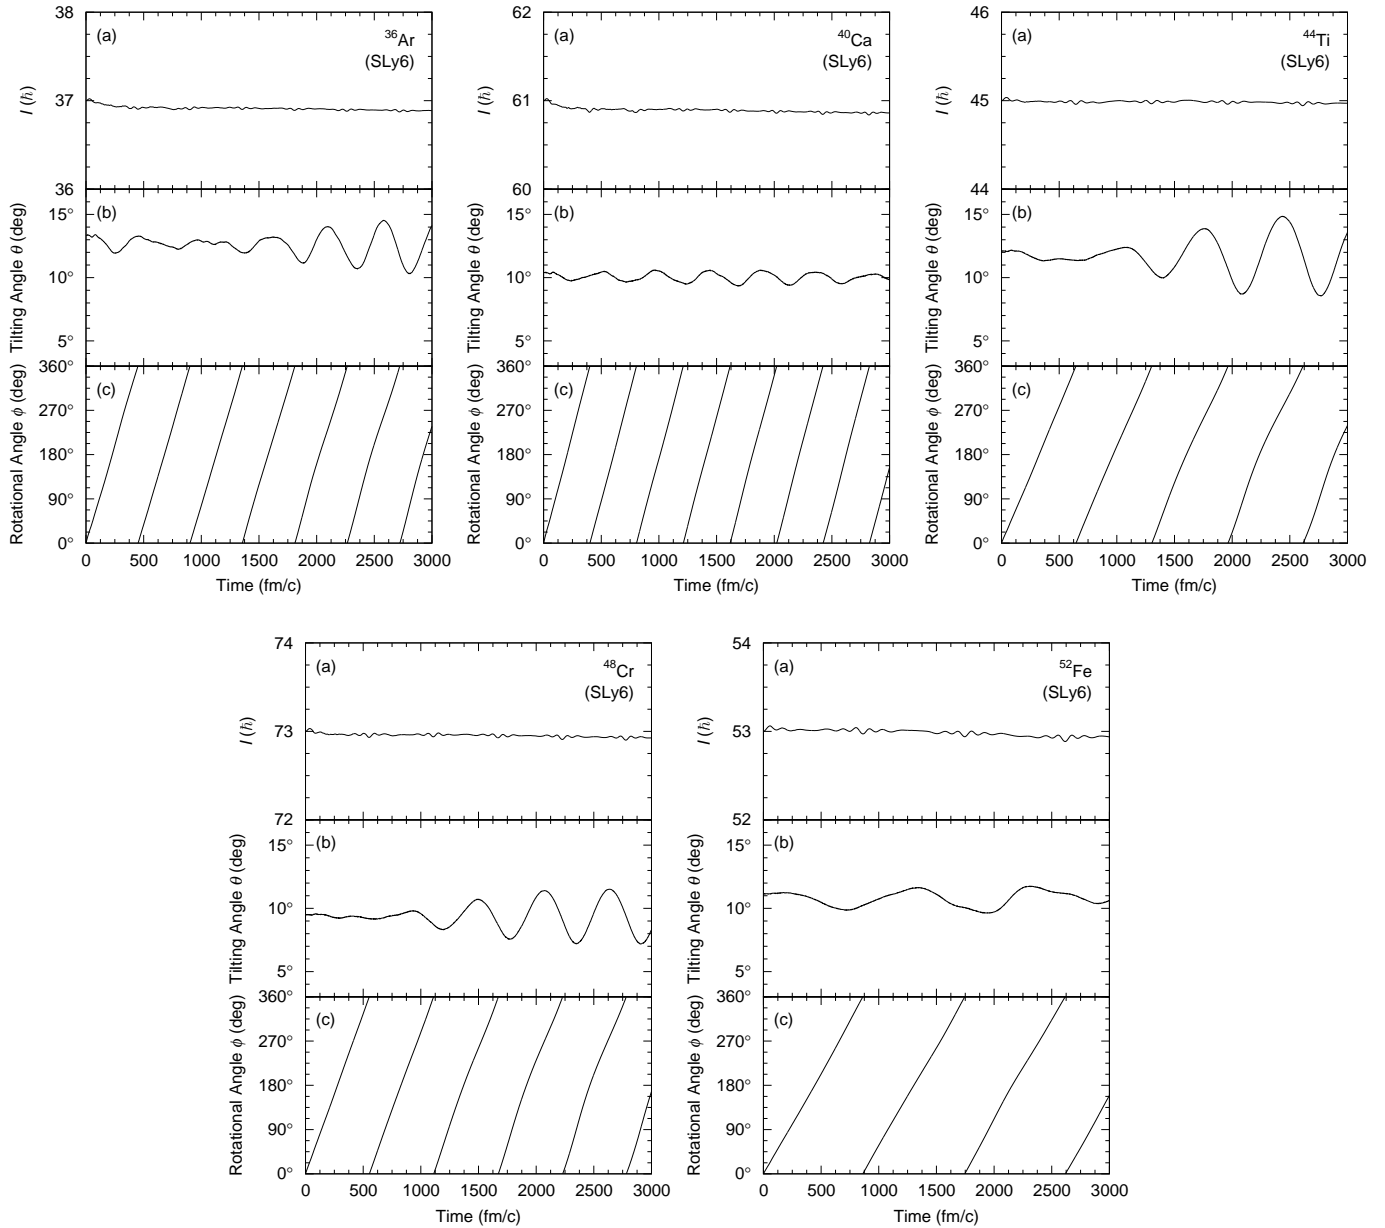 38
(a)
³⁶Ar
(SLy6)
I (ħ)
37
36
(b)
15°
10°
5°
Tilting Angle θ (deg)
(c)
360°
270°
180°
90°
0°
Rotational Angle ϕ (deg)
0 500 1000 1500 2000 2500 3000
Time (fm/c)
62
(a)
⁴⁰Ca
(SLy6)
I (ħ)
61
60
(b)
15°
10°
5°
Tilting Angle θ (deg)
(c)
360°
270°
180°
90°
0°
Rotational Angle ϕ (deg)
0 500 1000 1500 2000 2500 3000
Time (fm/c)
46
(a)
⁴⁴Ti
(SLy6)
I (ħ)
45
44
(b)
15°
10°
5°
Tilting Angle θ (deg)
(c)
360°
270°
180°
90°
0°
Rotational Angle ϕ (deg)
0 500 1000 1500 2000 2500 3000
Time (fm/c)
74
(a)
⁴⁸Cr
(SLy6)
I (ħ)
73
72
(b)
15°
10°
5°
Tilting Angle θ (deg)
(c)
360°
270°
180°
90°
0°
Rotational Angle ϕ (deg)
0 500 1000 1500 2000 2500 3000
Time (fm/c)
54
(a)
⁵²Fe
(SLy6)
I (ħ)
53
52
(b)
15°
10°
5°
Tilting Angle θ (deg)
(c)
360°
270°
180°
90°
0°
Rotational Angle ϕ (deg)
0 500 1000 1500 2000 2500 3000
Time (fm/c)